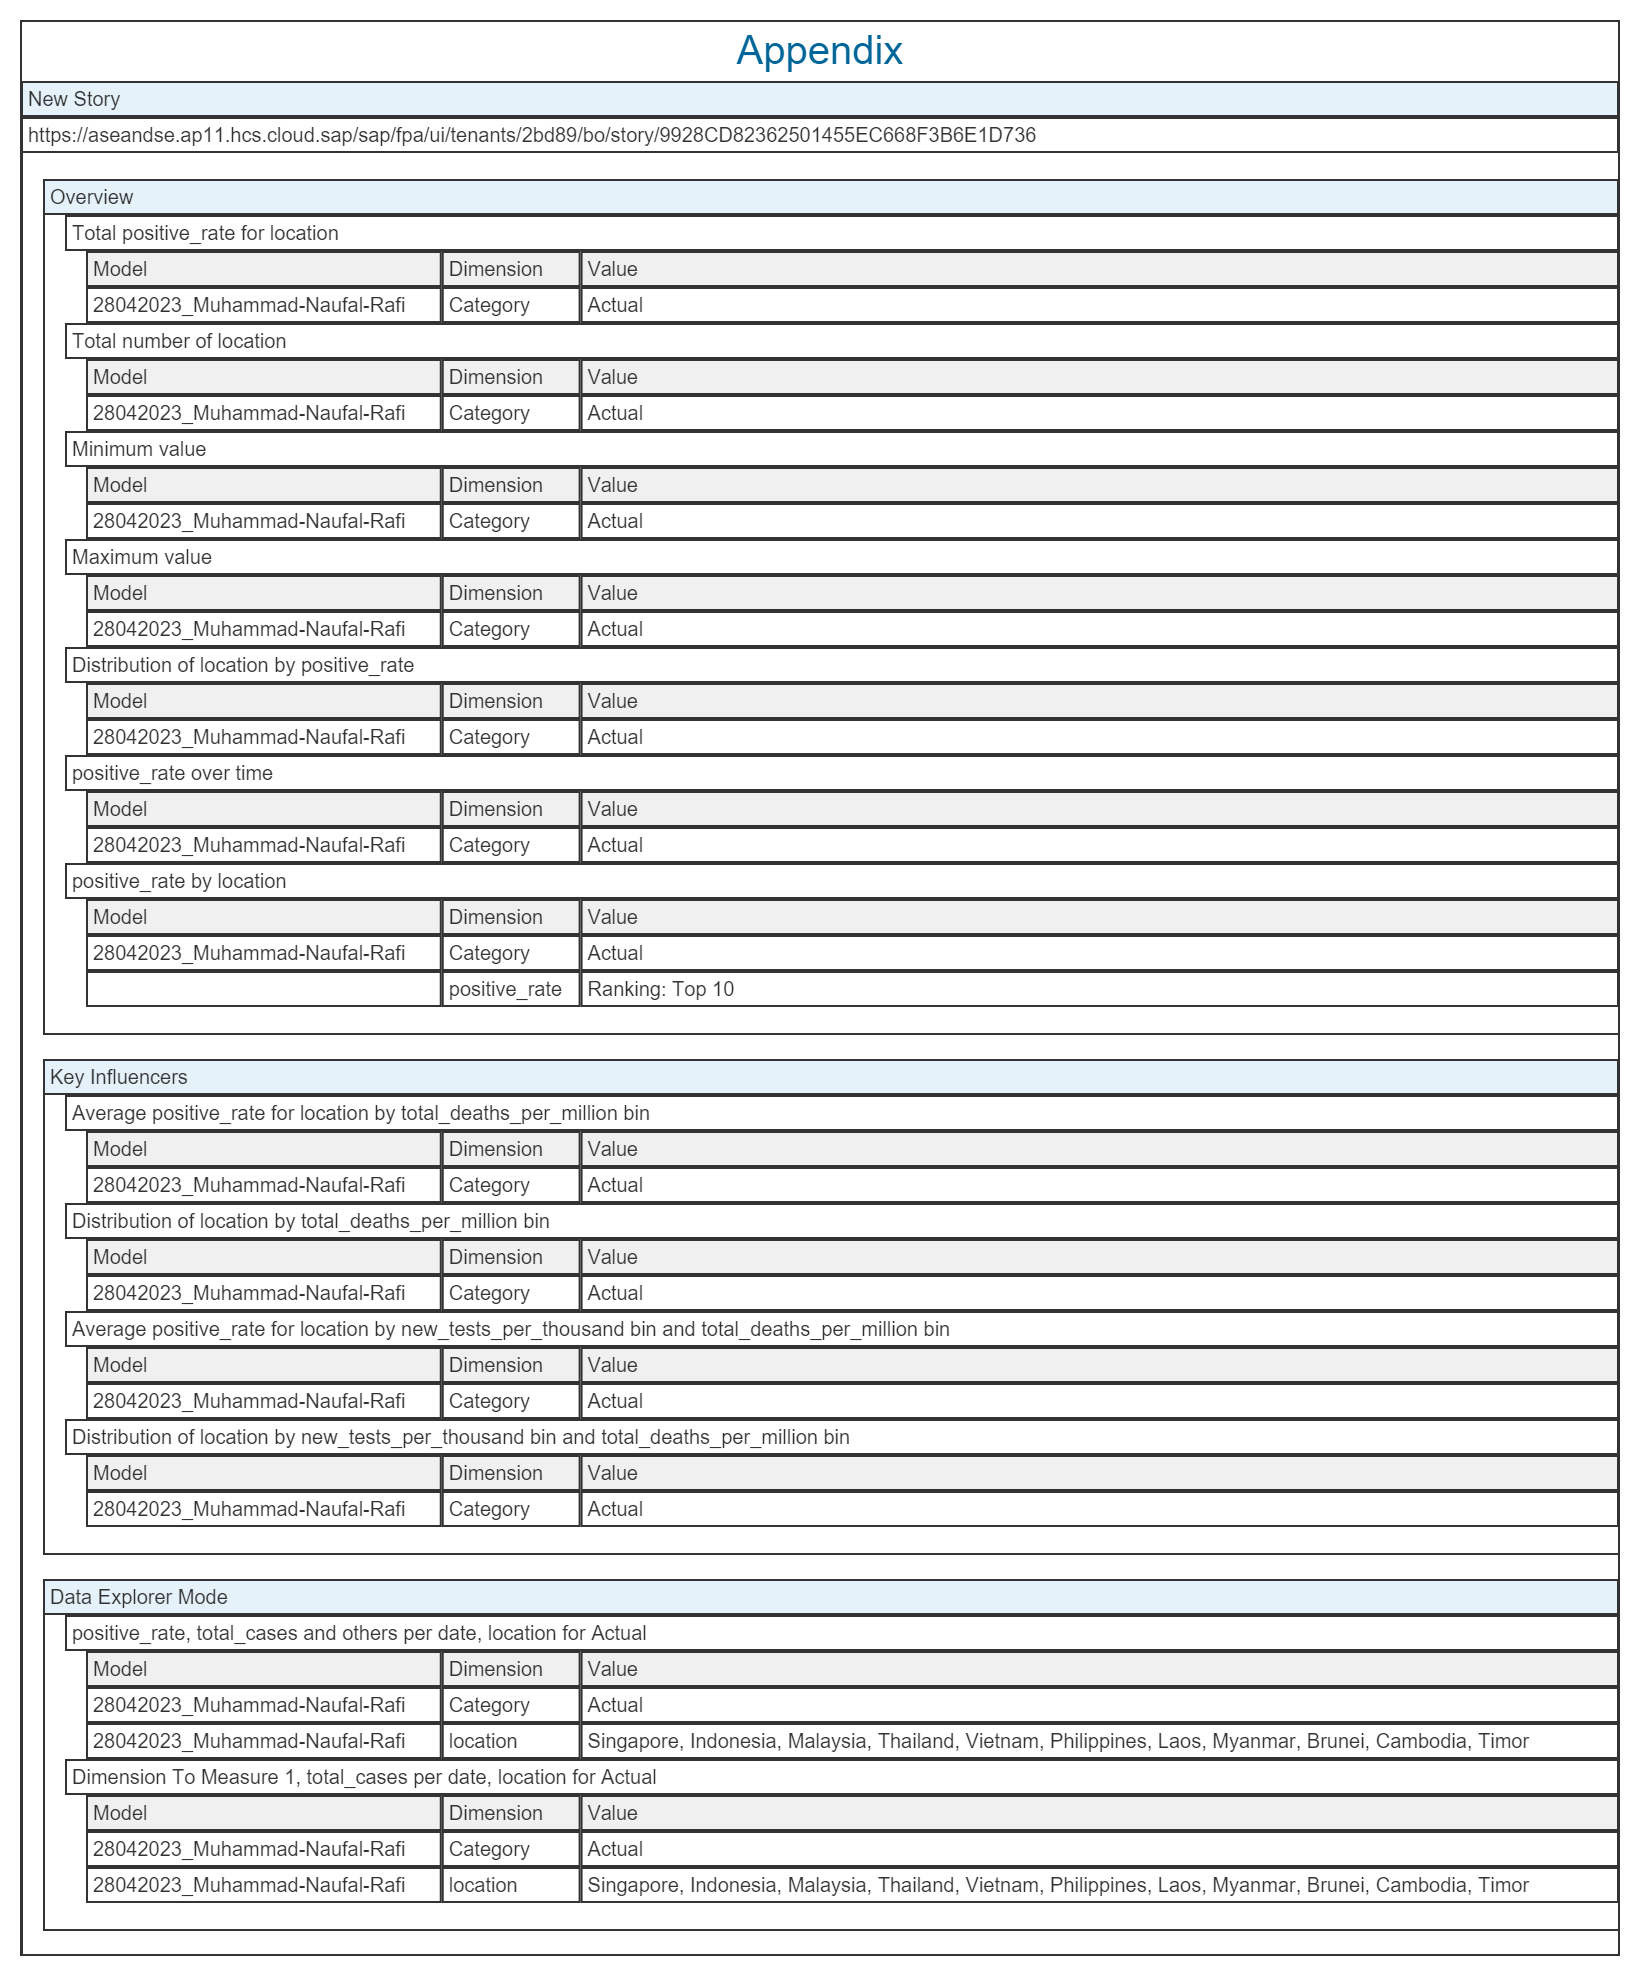 Appendix
New Story
https://aseandse.ap11.hcs.cloud.sap/sap/fpa/ui/tenants/2bd89/bo/story/9928CD82362501455EC668F3B6E1D736
Overview
Total positive_rate for location
Model Dimension Value
28042023_Muhammad-Naufal-Rafi Category Actual
Total number of location
Model Dimension Value
28042023_Muhammad-Naufal-Rafi Category Actual
Minimum value
Model Dimension Value
28042023_Muhammad-Naufal-Rafi Category Actual
Maximum value
Model Dimension Value
28042023_Muhammad-Naufal-Rafi Category Actual
Distribution of location by positive_rate
Model Dimension Value
28042023_Muhammad-Naufal-Rafi Category Actual
positive_rate over time
Model Dimension Value
28042023_Muhammad-Naufal-Rafi Category Actual
positive_rate by location
Model Dimension Value
28042023_Muhammad-Naufal-Rafi Category Actual
positive_rate Ranking: Top 10
Key Influencers
Average positive_rate for location by total_deaths_per_million bin
Model Dimension Value
28042023_Muhammad-Naufal-Rafi Category Actual
Distribution of location by total_deaths_per_million bin
Model Dimension Value
28042023_Muhammad-Naufal-Rafi Category Actual
Average positive_rate for location by new_tests_per_thousand bin and total_deaths_per_million bin
Model Dimension Value
28042023_Muhammad-Naufal-Rafi Category Actual
Distribution of location by new_tests_per_thousand bin and total_deaths_per_million bin
Model Dimension Value
28042023_Muhammad-Naufal-Rafi Category Actual
Data Explorer Mode
positive_rate, total_cases and others per date, location for Actual
Model Dimension Value
28042023_Muhammad-Naufal-Rafi Category Actual
28042023_Muhammad-Naufal-Rafi location Singapore, Indonesia, Malaysia, Thailand, Vietnam, Philippines, Laos, Myanmar, Brunei, Cambodia, Timor
Dimension To Measure 1, total_cases per date, location for Actual
Model Dimension Value
28042023_Muhammad-Naufal-Rafi Category Actual
28042023_Muhammad-Naufal-Rafi location Singapore, Indonesia, Malaysia, Thailand, Vietnam, Philippines, Laos, Myanmar, Brunei, Cambodia, Timor